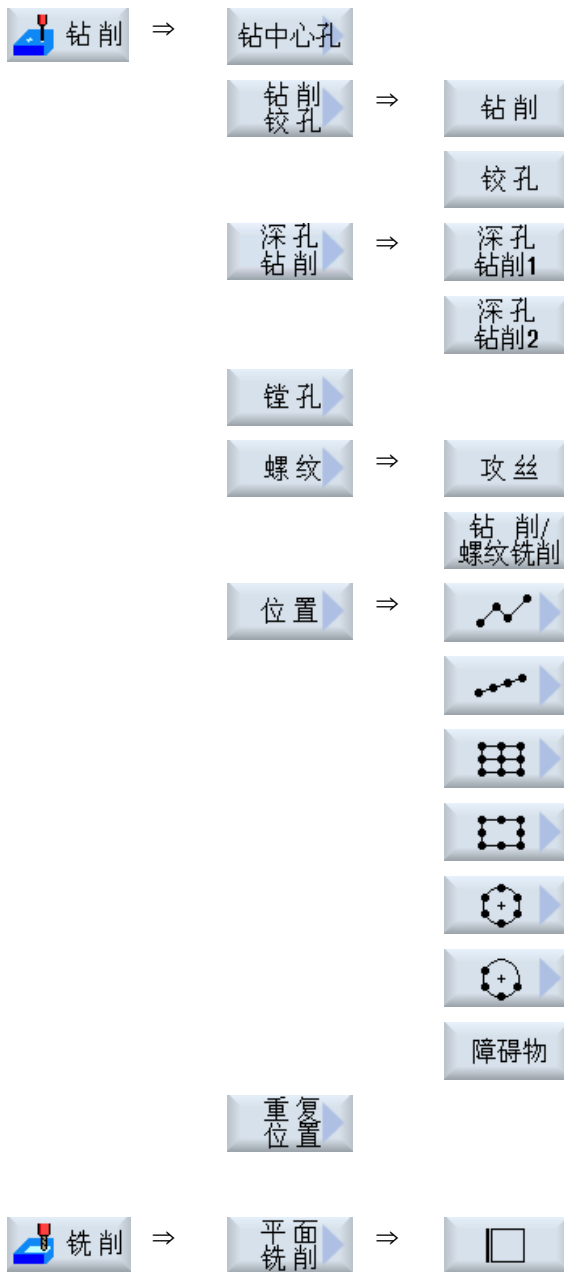 钻削 ⇒ 钻中心孔
钻削
铰孔
⇒
钻削
铰孔
深孔
钻削
⇒
深孔
钻削1
深孔
钻削2
镗孔
螺纹 ⇒ 攻丝
钻 削/
螺纹铣削
位置 ⇒
障碍物
重复
位置
铣削 ⇒
平面
铣削
⇒